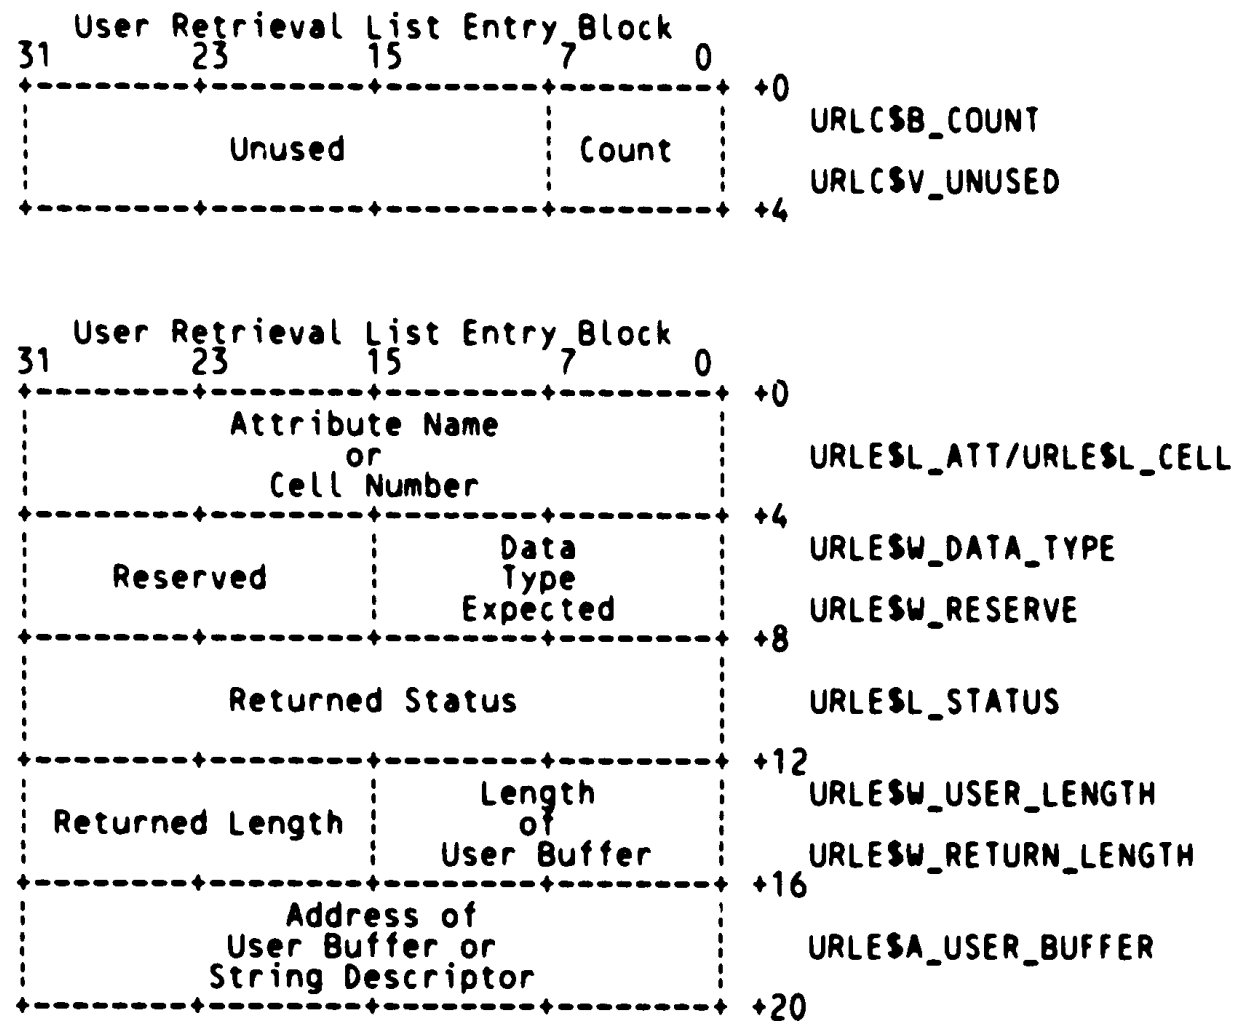 User Retrieval List Entry Block
31 23 15 7 0
+0
URLC$B_COUNT
Unused Count
URLC$V_UNUSED
+4
User Retrieval List Entry Block
31 23 15 7 0
+0
Attribute Name
or URLE$L_ATT/URLE$L_CELL
Cell Number
+4
Data URLE$W_DATA_TYPE
Reserved Type
Expected URLE$W_RESERVE
+8
Returned Status URLE$L_STATUS
+12
Length URLE$W_USER_LENGTH
Returned Length of
User Buffer URLE$W_RETURN_LENGTH
+16
Address of
User Buffer or URLE$A_USER_BUFFER
String Descriptor
+20